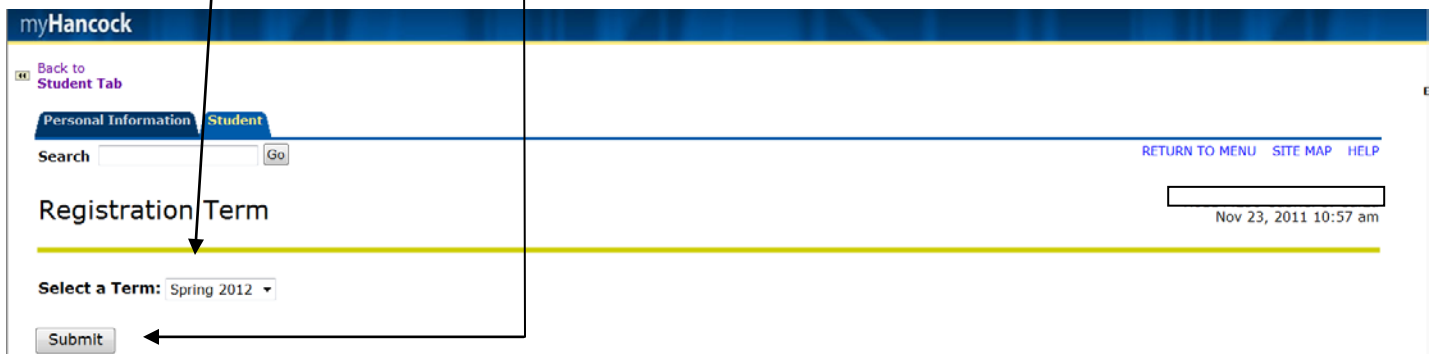 myHancock
Back to
Student Tab
Personal Information Student
Search Go
RETURN TO MENU SITE MAP HELP
Registration Term
Nov 23, 2011 10:57 am
Select a Term: Spring 2012
Submit